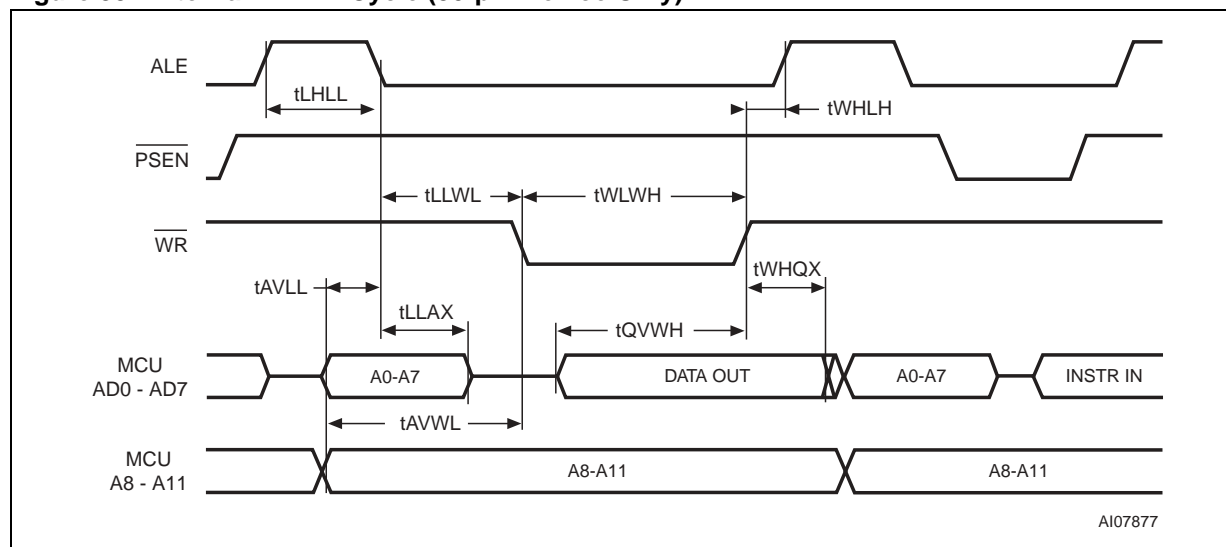 ALE
tLHLL
tWHLH
PSEN
tLLWL
tWLWH
WR
tWHQX
tAVLL
tLLAX
tQVWH
MCU
AD0 - AD7
A0-A7
DATA OUT
A0-A7
INSTR IN
tAVWL
MCU
A8 - A11
A8-A11
A8-A11
AI07877